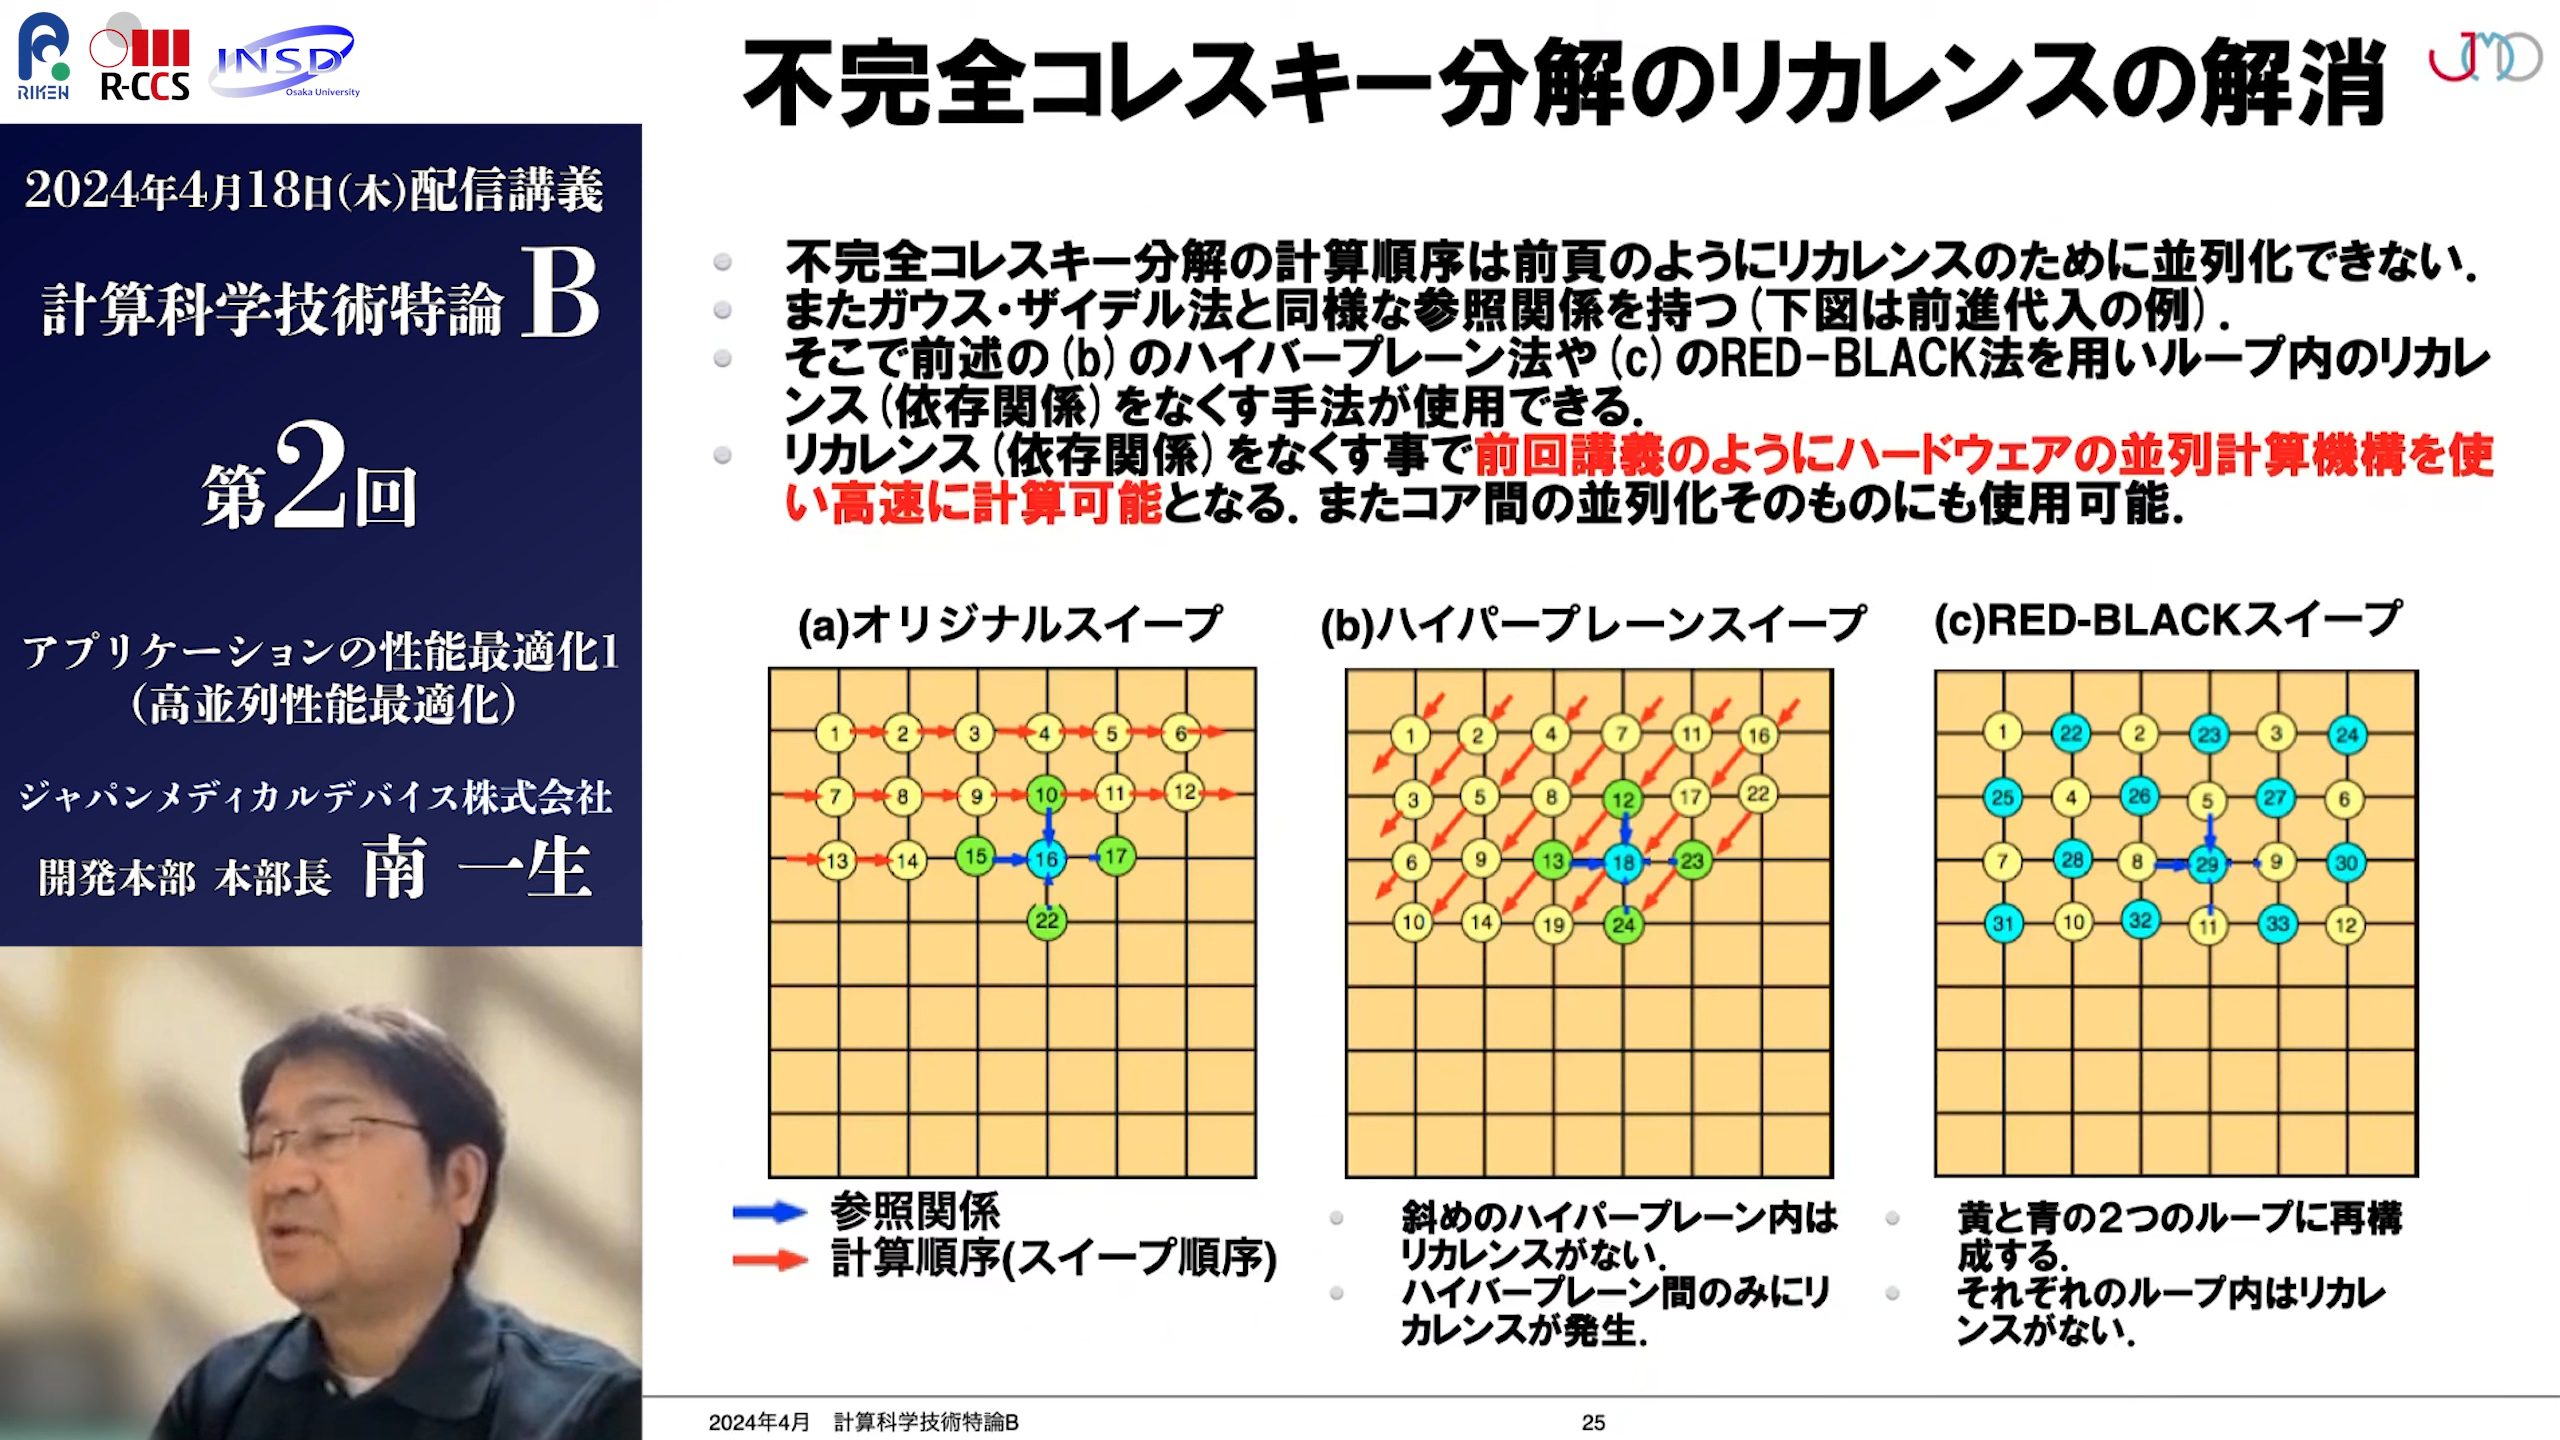 RIKEN
R-CCS
INSD
Osaka University
2024年4月18日(木)配信講義
計算科学技術特論 B
第2回
アプリケーションの性能最適化1
(高並列性能最適化)
ジャパンメディカルデバイス株式会社
開発本部 本部長 南 一生
不完全コレスキー分解のリカレンスの解消
JMD
不完全コレスキー分解の計算順序は前頁のようにリカレンスのために並列化できない.
またガウス・ザイデル法と同様な参照関係を持つ(下図は前進代入の例).
そこで前述の(b)のハイバープレーン法や(c)のRED-BLACK法を用いループ内のリカレ
ンス(依存関係)をなくす手法が使用できる.
リカレンス(依存関係)をなくす事で前回講義のようにハードウェアの並列計算機構を使
い高速に計算可能となる. またコア間の並列化そのものにも使用可能.
(a)オリジナルスイープ
1 2 3 4 5 6
7 8 9 10 11 12
13 14 15 16 17
22
参照関係
計算順序(スイープ順序)
(b)ハイパープレーンスイープ
1 2 4 7 11 16
3 5 8 12 17 22
6 9 13 18 23
10 14 19 24
斜めのハイパープレーン内は
リカレンスがない.
ハイバープレーン間のみにリ
カレンスが発生.
(c)RED-BLACKスイープ
1 22 2 23 3 24
25 4 26 5 27 6
7 28 8 29 9 30
31 10 32 11 33 12
黄と青の2つのループに再構
成する.
それぞれのループ内はリカレ
ンスがない.
2024年4月 計算科学技術特論B
25